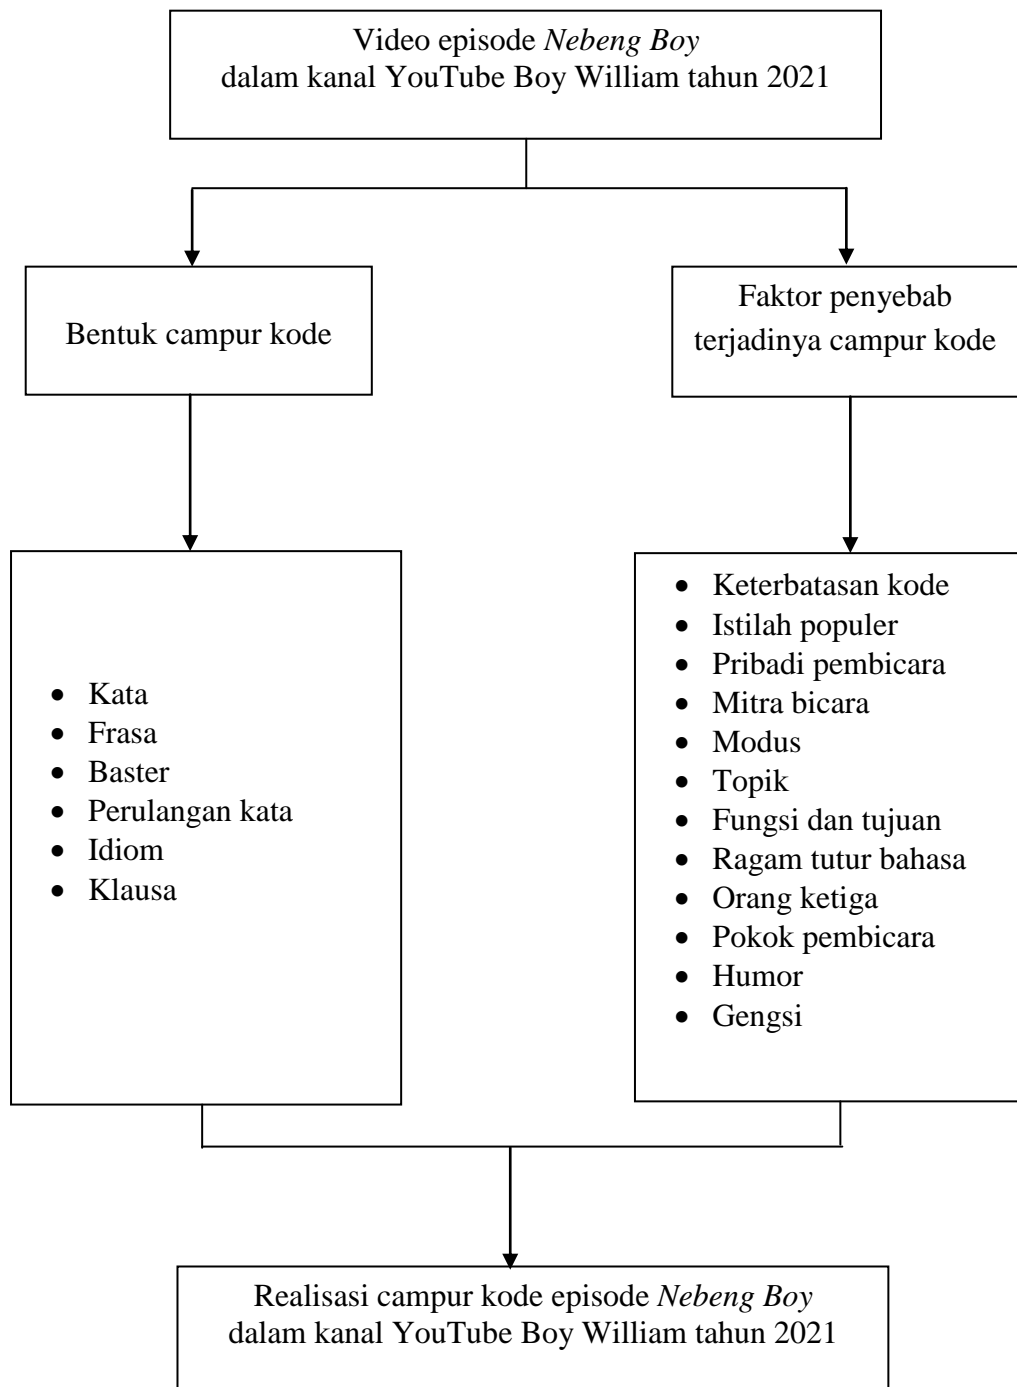 Video episode Nebeng Boy
dalam kanal YouTube Boy William tahun 2021
Bentuk campur kode
Faktor penyebab
terjadinya campur kode
• Kata
• Frasa
• Baster
• Perulangan kata
• Idiom
• Klausa
• Keterbatasan kode
• Istilah populer
• Pribadi pembicara
• Mitra bicara
• Modus
• Topik
• Fungsi dan tujuan
• Ragam tutur bahasa
• Orang ketiga
• Pokok pembicara
• Humor
• Gengsi
Realisasi campur kode episode Nebeng Boy
dalam kanal YouTube Boy William tahun 2021